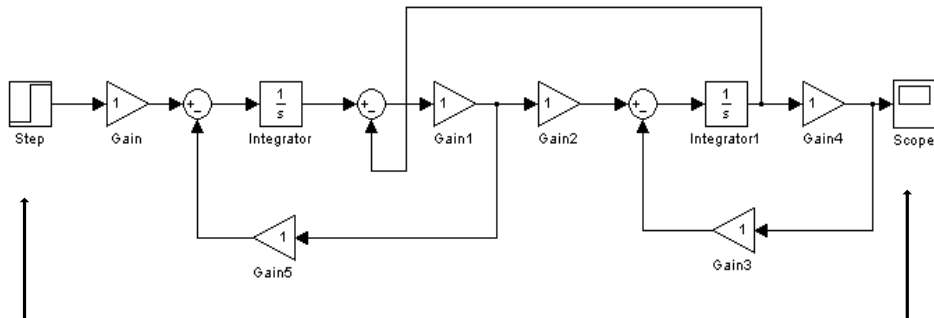 Step
1
Gain
+
−
1
s
Integrator
+
−
1
Gain1
1
Gain2
+
−
1
s
Integrator1
1
Gain4
Scope
1
Gain5
1
Gain3